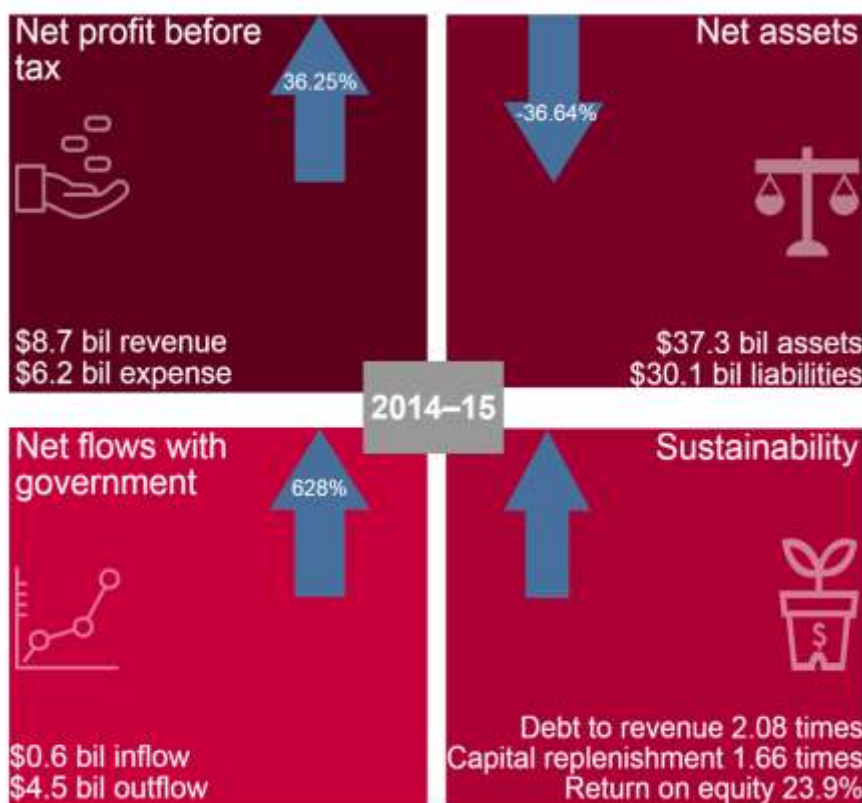 Net profit before
tax
36.25%
$8.7 bil revenue
$6.2 bil expense
Net assets
-36.64%
$37.3 bil assets
$30.1 bil liabilities
2014–15
Net flows with
government
628%
$0.6 bil inflow
$4.5 bil outflow
Sustainability
$
Debt to revenue 2.08 times
Capital replenishment 1.66 times
Return on equity 23.9%